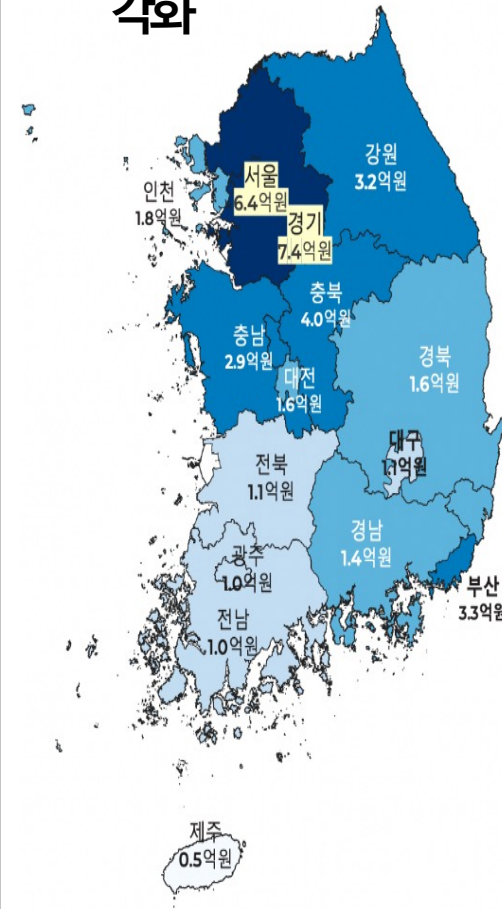 각화
강원
3.2억원
서울
6.4억원
인천
1.8억원
경기
7.4억원
충북
4.0억원
충남
2.9억원
경북
1.6억원
대전
1.6억원
대구
1.1억원
전북
1.1억원
경남
1.4억원
광주
1.0억원
부산
3.3억원
전남
1.0억원
제주
0.5억원